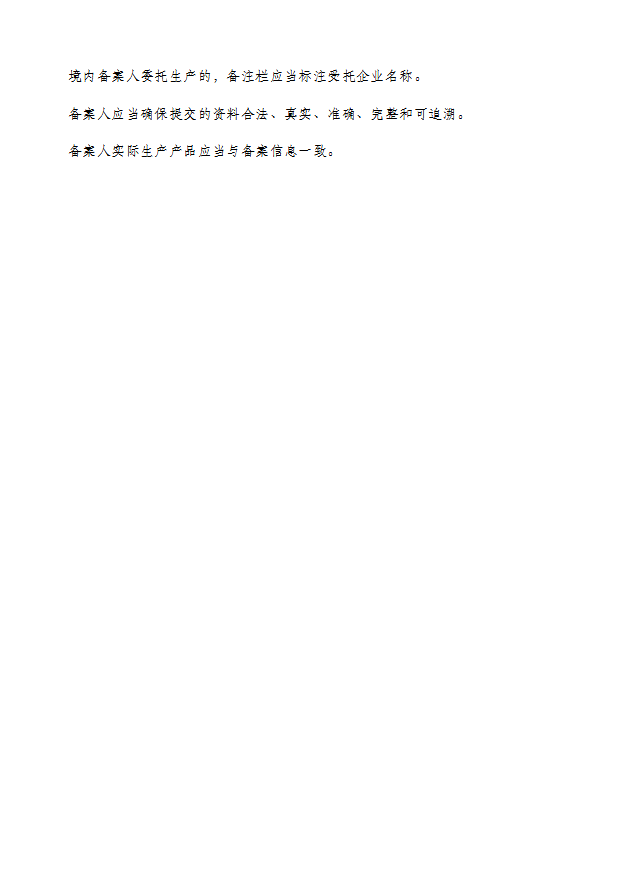 境内备案人委托生产的，备注栏应当标注受托企业名称。
备案人应当确保提交的资料合法、真实、准确、完整和可追溯。
备案人实际生产产品应当与备案信息一致。